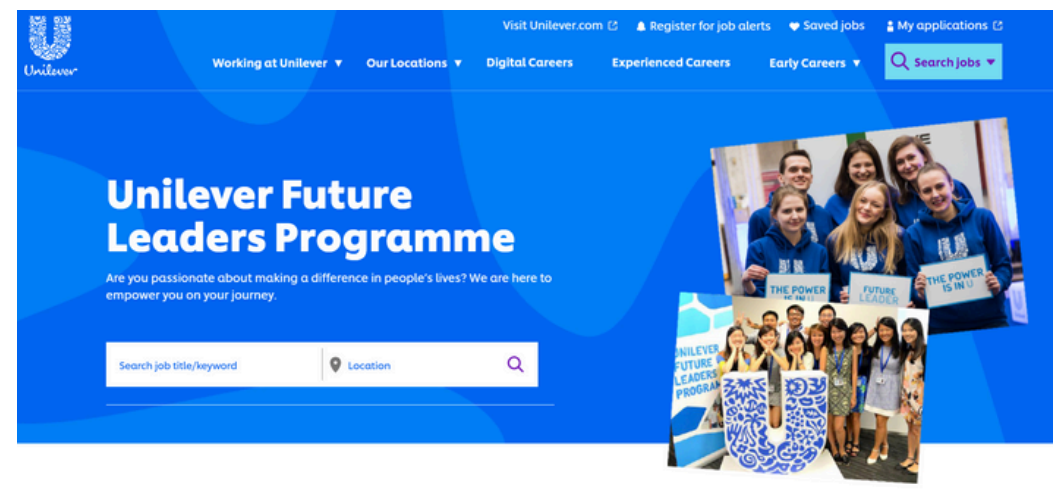 Visit Unilever.com
Register for job alerts
Saved jobs
My applications
Unilever
Working at Unilever
Our Locations
Digital Careers
Experienced Careers
Early Careers
Search jobs
Unilever Future
Leaders Programme
Are you passionate about making a difference in people's lives? We are here to
empower you on your journey.
Search job title/keyword
Location
THE POWER
IS IN U
FUTURE
LEADER
THE POWER
IS IN U
UNILEVER
FUTURE
LEADERS